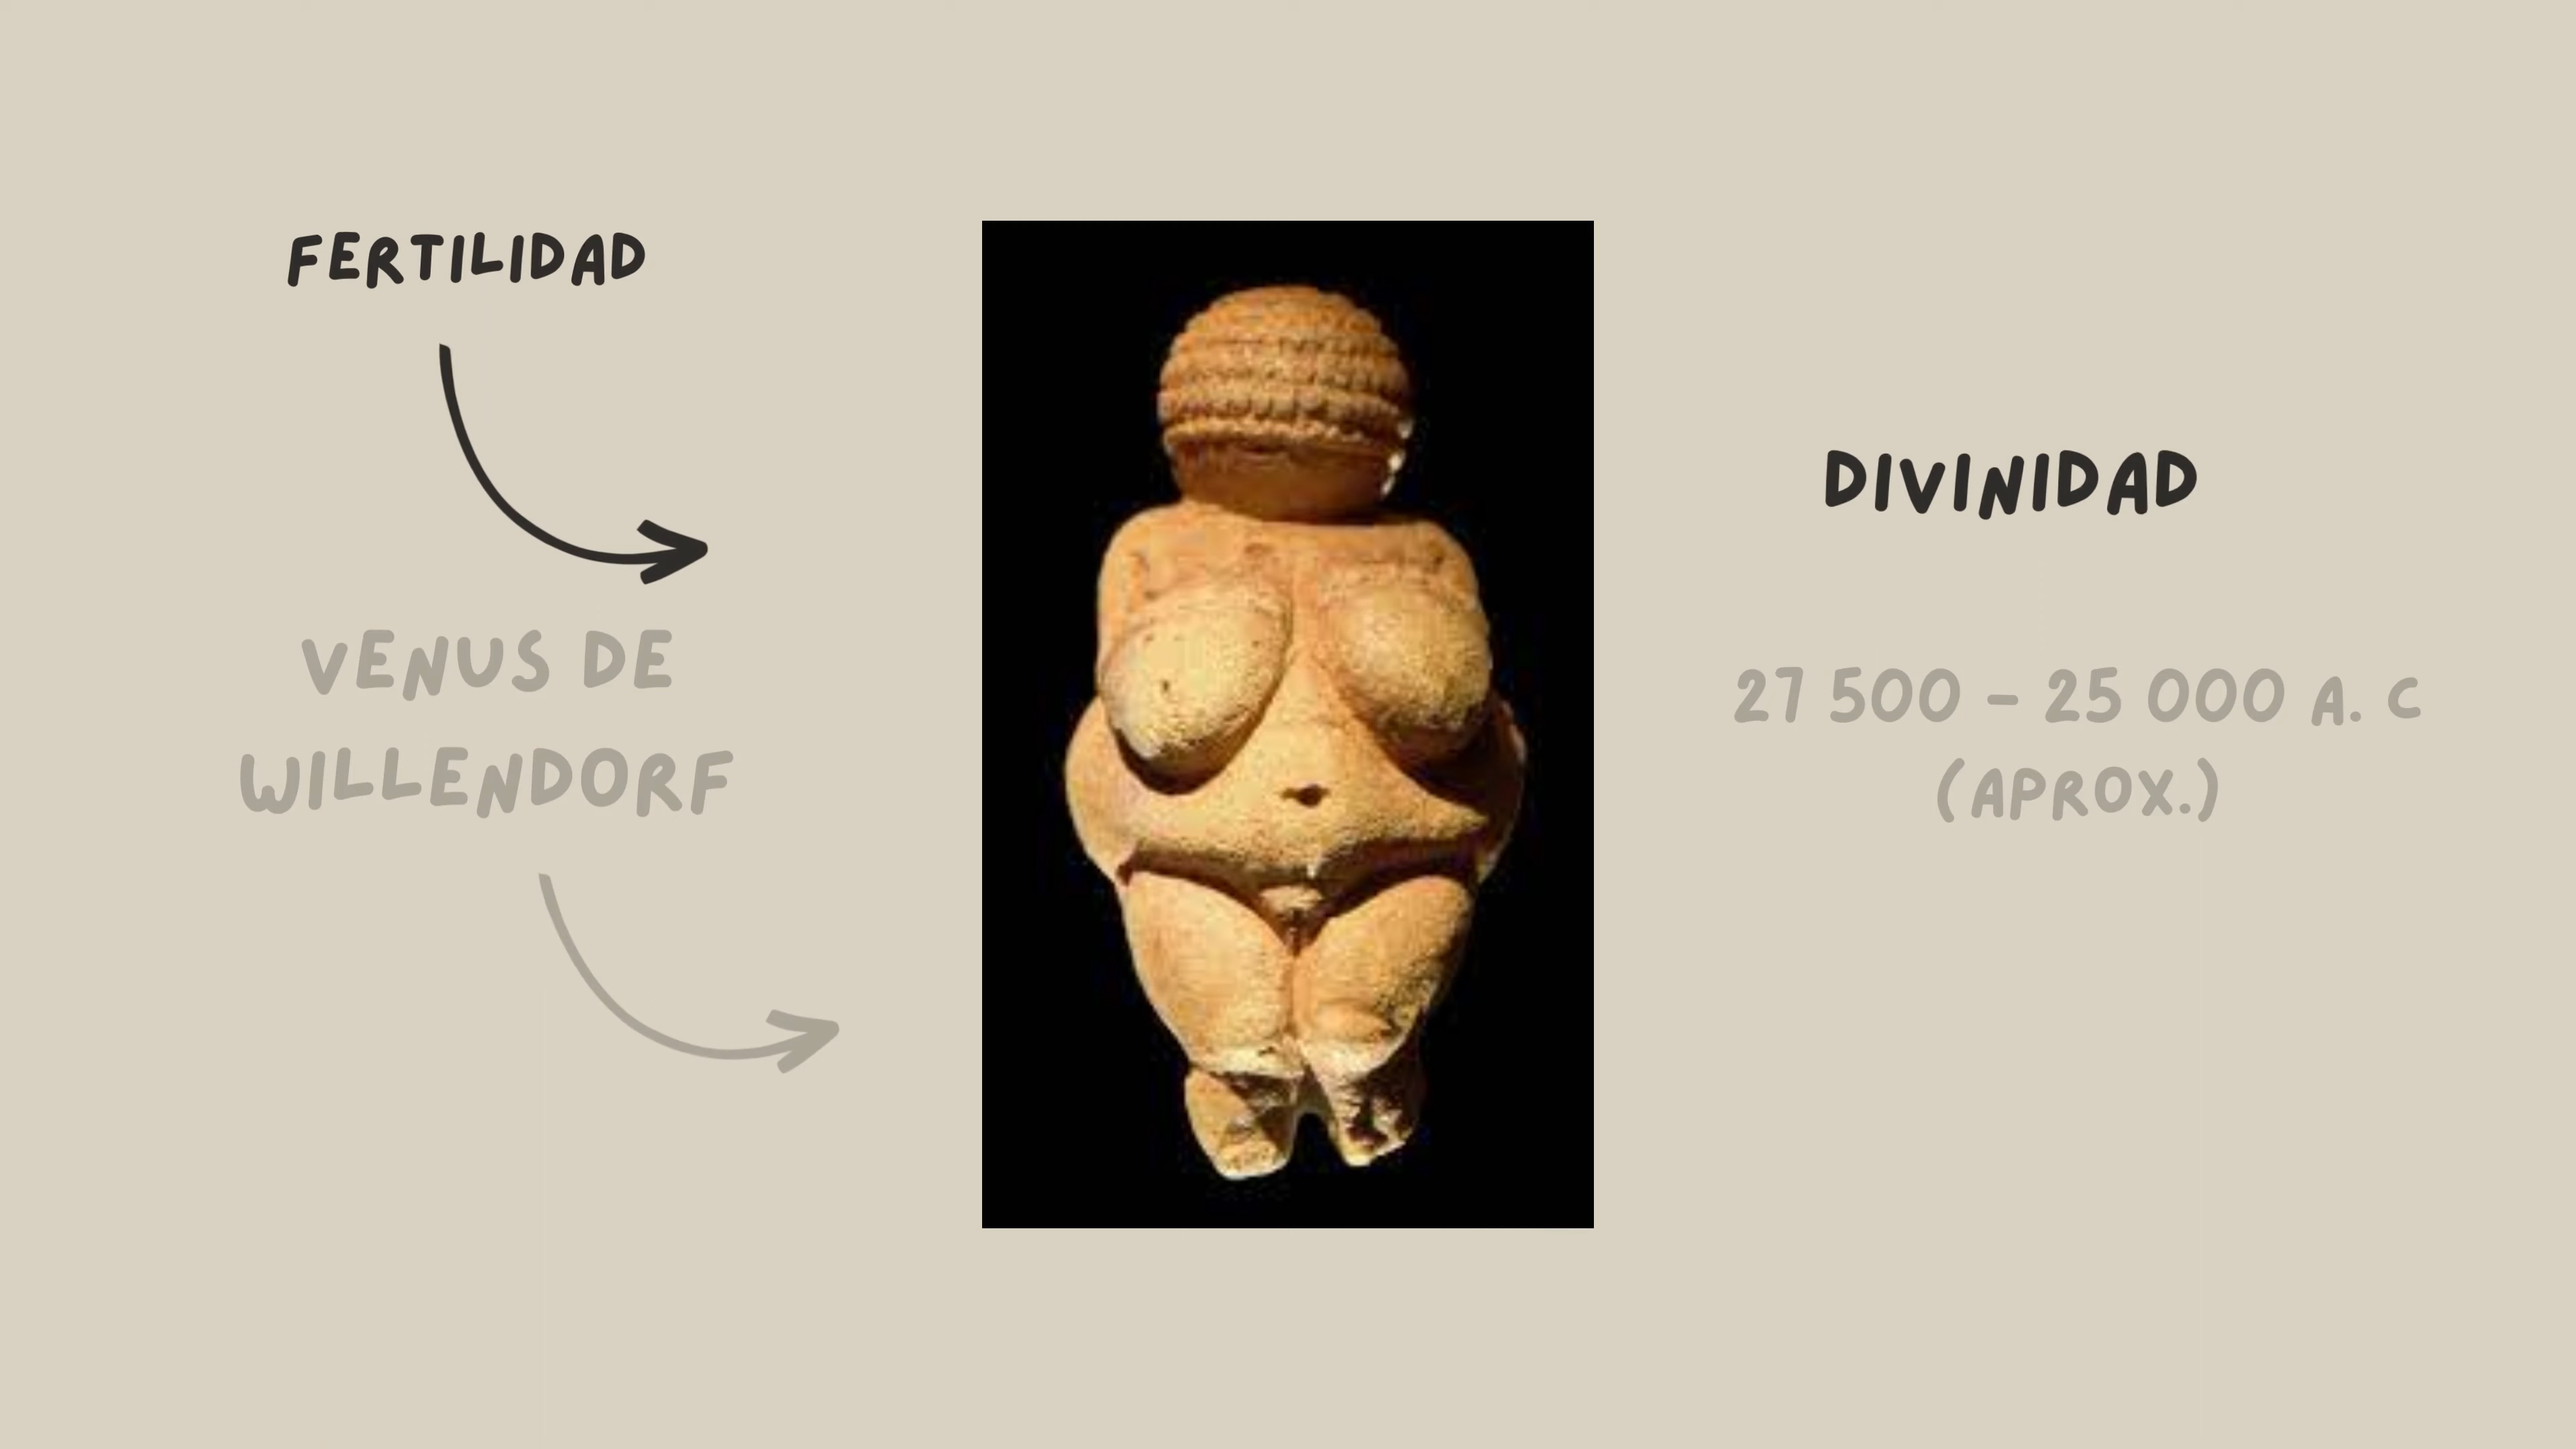 FERTILIDAD
VENUS DE
WILLENDORF
DIVINIDAD
27 500 - 25 000 A. C
(APROX.)